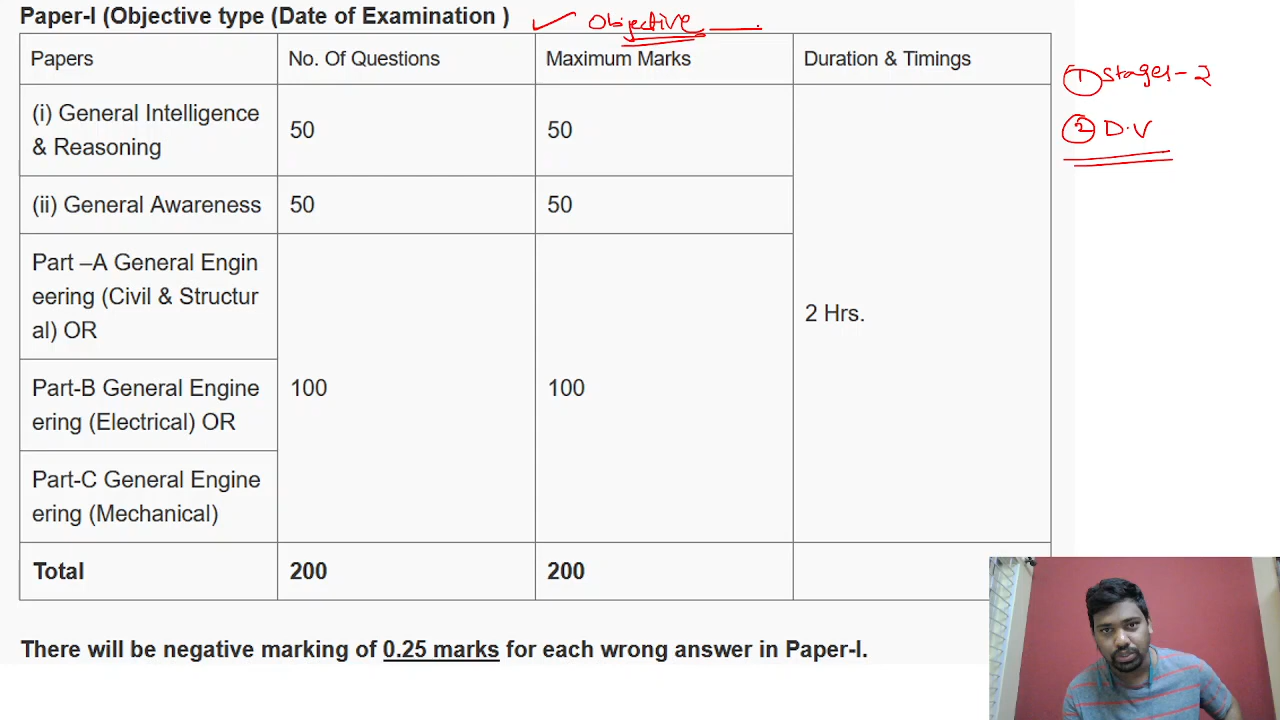 Paper-I (Objective type (Date of Examination )
✓ Objective
Papers
No. Of Questions
Maximum Marks
Duration & Timings
① Stages - 2
② D.V
(i) General Intelligence
& Reasoning
50
50
(ii) General Awareness
50
50
Part –A General Engin
eering (Civil & Structur
al) OR
Part-B General Engine
ering (Electrical) OR
Part-C General Engine
ering (Mechanical)
100
100
2 Hrs.
Total
200
200
There will be negative marking of 0.25 marks for each wrong answer in Paper-I.